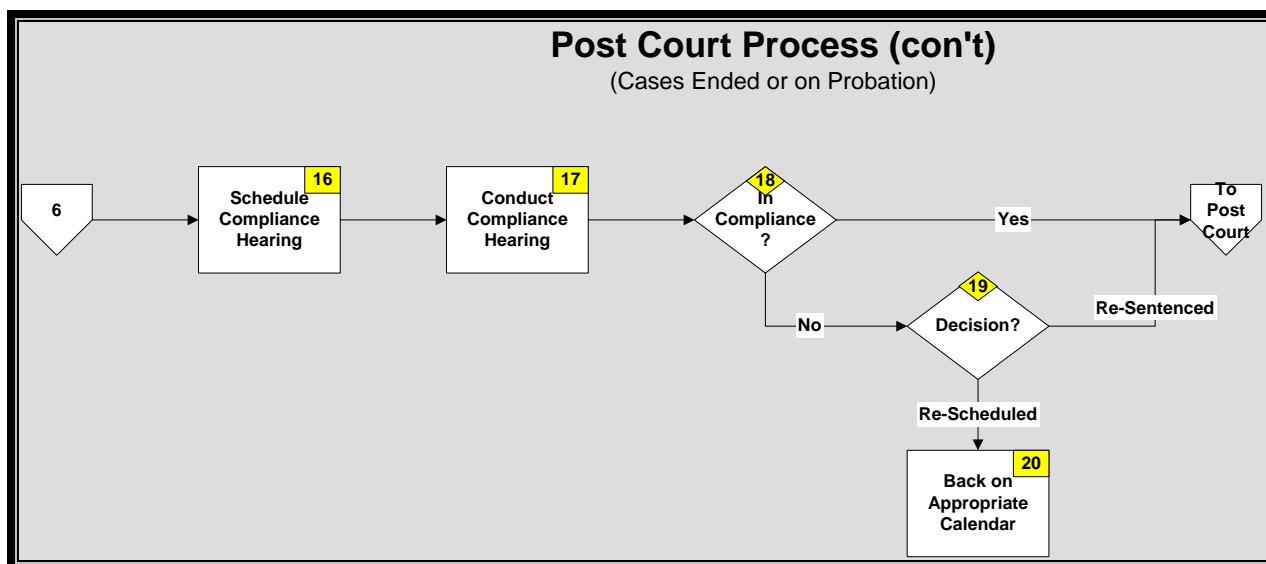 Post Court Process (con't)
(Cases Ended or on Probation)
6
16
Schedule
Compliance
Hearing
17
Conduct
Compliance
Hearing
18
In
Compliance
?
Yes
To
Post
Court
No
19
Decision?
Re-Sentenced
Re-Scheduled
20
Back on
Appropriate
Calendar